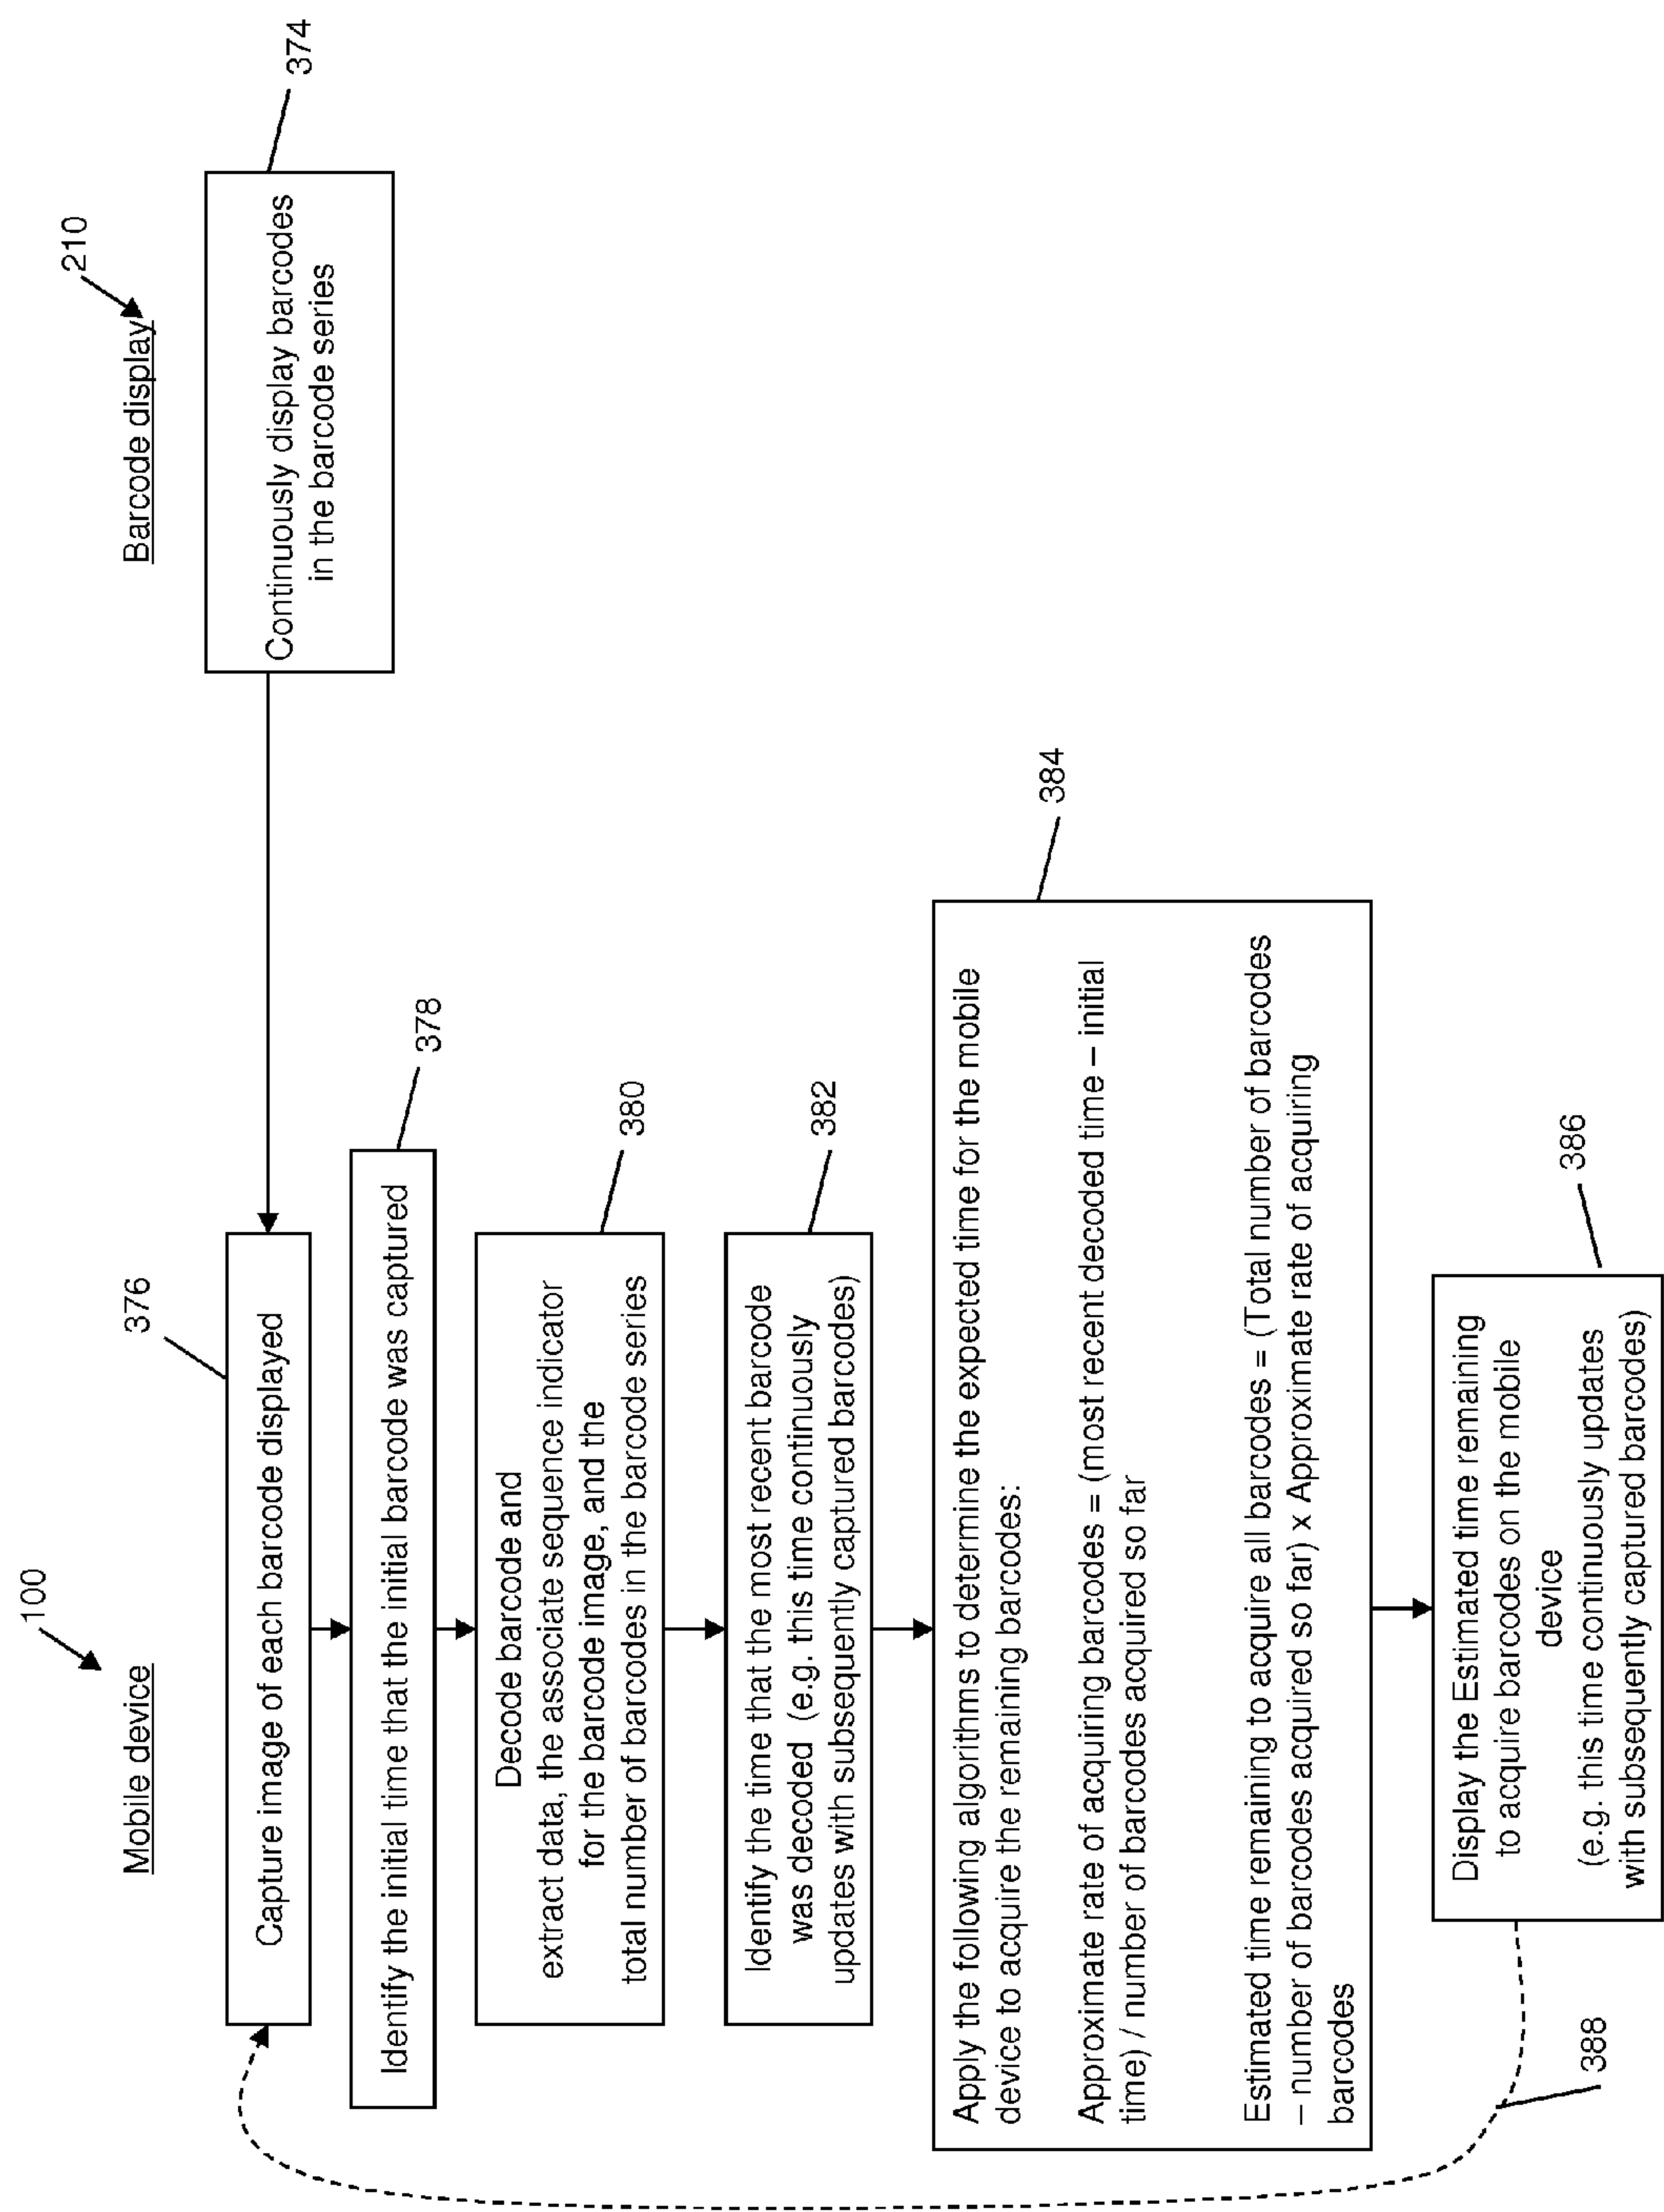 100
Mobile device
210
Barcode display
376
Capture image of each barcode displayed
374
Continuously display barcodes
in the barcode series
378
Identify the initial time that the initial barcode was captured
380
Decode barcode and
extract data, the associate sequence indicator
for the barcode image, and the
total number of barcodes in the barcode series
382
Identify the time that the most recent barcode
was decoded (e.g. this time continuously
updates with subsequently captured barcodes)
384
Apply the following algorithms to determine the expected time for the mobile
device to acquire the remaining barcodes:
Approximate rate of acquiring barcodes = (most recent decoded time – initial
time) / number of barcodes acquired so far
Estimated time remaining to acquire all barcodes = (Total number of barcodes
– number of barcodes acquired so far) x Approximate rate of acquiring
barcodes
386
Display the Estimated time remaining
to acquire barcodes on the mobile
device
(e.g. this time continuously updates
with subsequently captured barcodes)
388